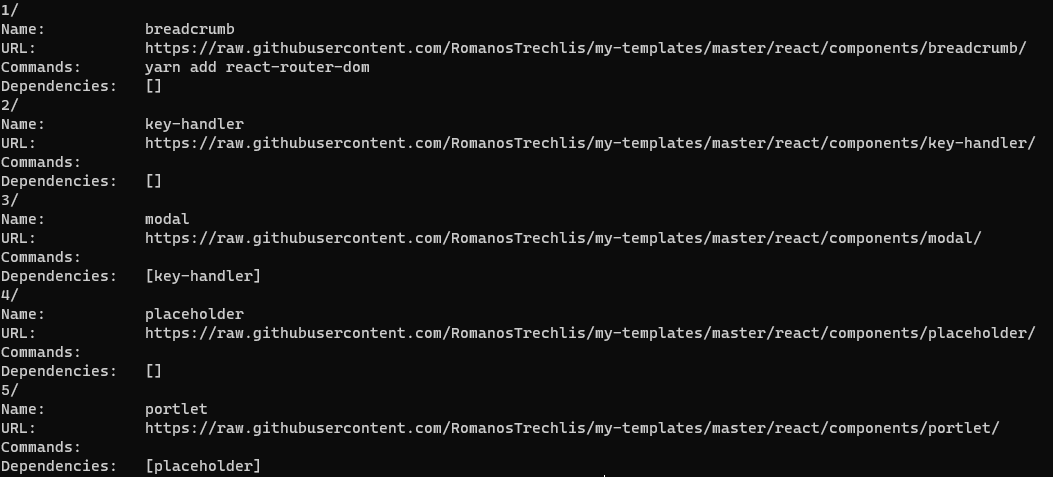 1/
Name: breadcrumb
URL: https://raw.githubusercontent.com/RomanosTrechlis/my-templates/master/react/components/breadcrumb/
Commands: yarn add react-router-dom
Dependencies: []
2/
Name: key-handler
URL: https://raw.githubusercontent.com/RomanosTrechlis/my-templates/master/react/components/key-handler/
Commands:
Dependencies: []
3/
Name: modal
URL: https://raw.githubusercontent.com/RomanosTrechlis/my-templates/master/react/components/modal/
Commands:
Dependencies: [key-handler]
4/
Name: placeholder
URL: https://raw.githubusercontent.com/RomanosTrechlis/my-templates/master/react/components/placeholder/
Commands:
Dependencies: []
5/
Name: portlet
URL: https://raw.githubusercontent.com/RomanosTrechlis/my-templates/master/react/components/portlet/
Commands:
Dependencies: [placeholder]